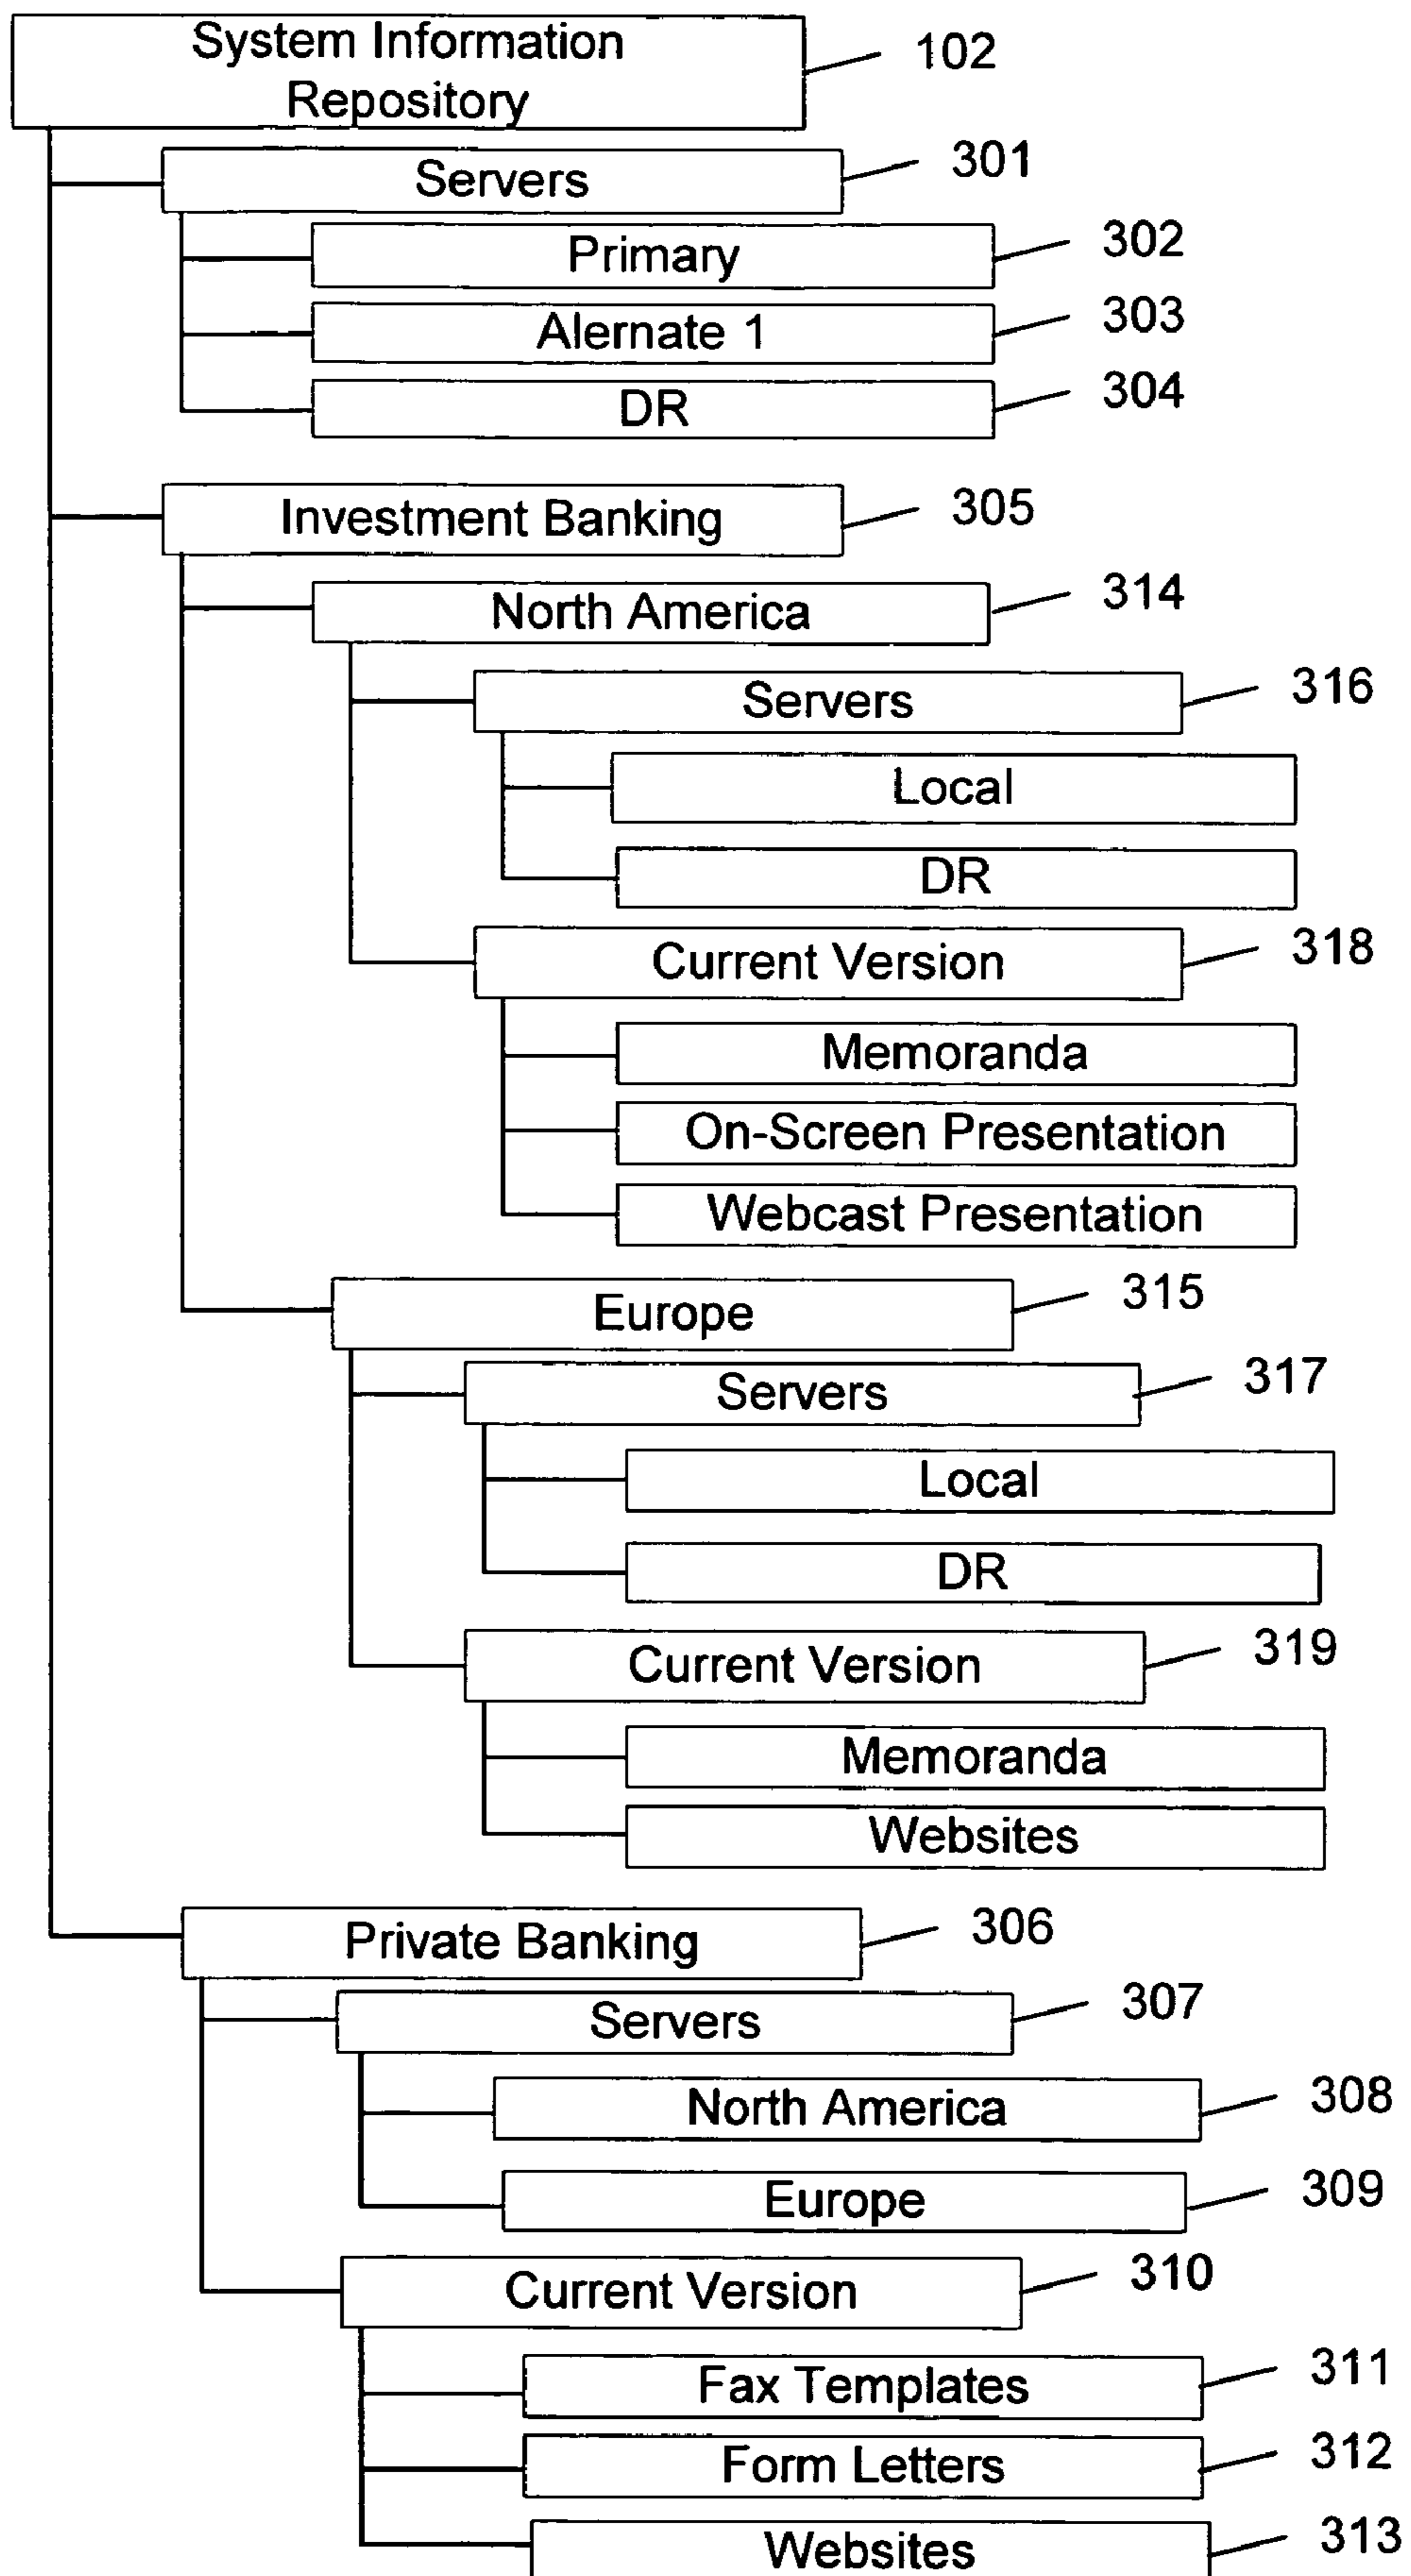 System Information
Repository
102
Servers
301
Primary
302
Alernate 1
303
DR
304
Investment Banking
305
North America
314
Servers
316
Local
DR
Current Version
318
Memoranda
On-Screen Presentation
Webcast Presentation
Europe
315
Servers
317
Local
DR
Current Version
319
Memoranda
Websites
Private Banking
306
Servers
307
North America
308
Europe
309
Current Version
310
Fax Templates
311
Form Letters
312
Websites
313